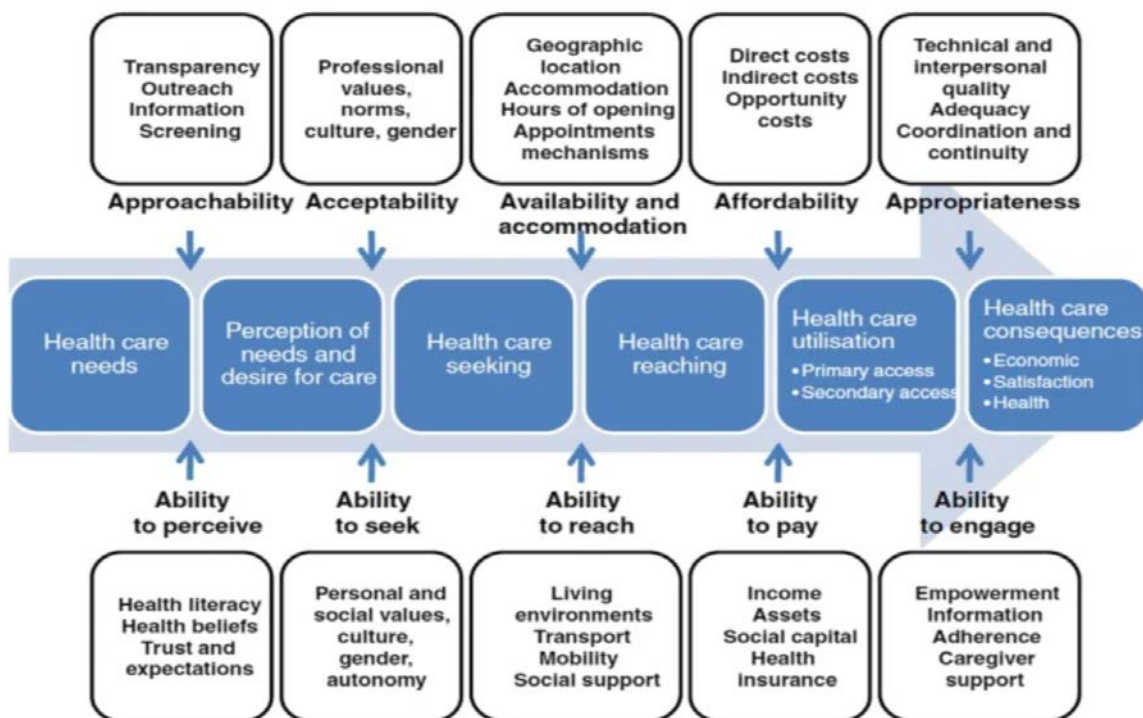 Transparency
Outreach
Information
Screening
Professional
values,
norms,
culture, gender
Geographic
location
Accommodation
Hours of opening
Appointments
mechanisms
Direct costs
Indirect costs
Opportunity
costs
Technical and
interpersonal
quality
Adequacy
Coordination and
continuity
Approachability
Acceptability
Availability and
accommodation
Affordability
Appropriateness
Health care
needs
Perception of
needs and
desire for care
Health care
seeking
Health care
reaching
Health care
utilisation
• Primary access
• Secondary access
Health care
consequences
• Economic
• Satisfaction
• Health
Ability
to perceive
Ability
to seek
Ability
to reach
Ability
to pay
Ability
to engage
Health literacy
Health beliefs
Trust and
expectations
Personal and
social values,
culture,
gender,
autonomy
Living
environments
Transport
Mobility
Social support
Income
Assets
Social capital
Health
insurance
Empowerment
Information
Adherence
Caregiver
support